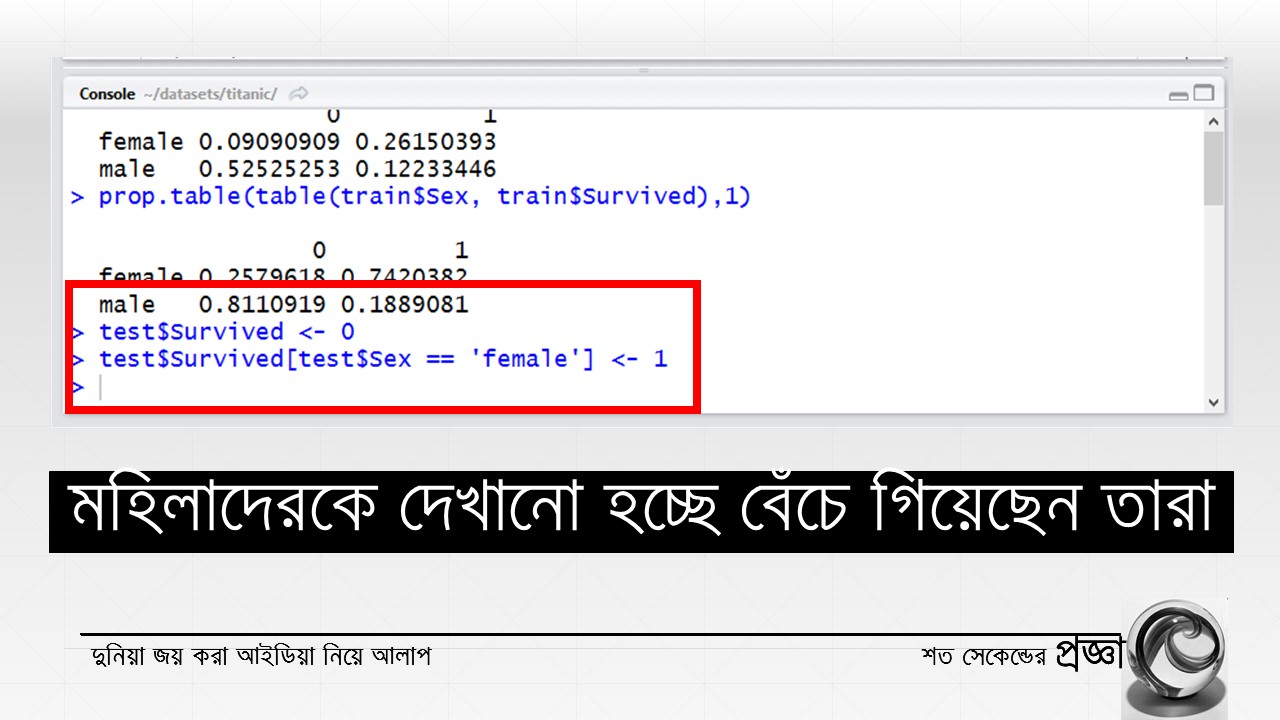 Console ~/datasets/titanic/
0 1
female 0.09090909 0.26150393
male 0.52525253 0.12233446
> prop.table(table(train$Sex, train$Survived),1)
0 1
female 0.2579618 0.7420382
male 0.8110919 0.1889081
> test$Survived <- 0
> test$Survived[test$Sex == 'female'] <- 1
>
মহিলাদেরকে দেখানো হচ্ছে বেঁচে গিয়েছেন তারা
দুনিয়া জয় করা আইডিয়া নিয়ে আলাপ
শত সেকেন্ডের প্রজ্ঞা